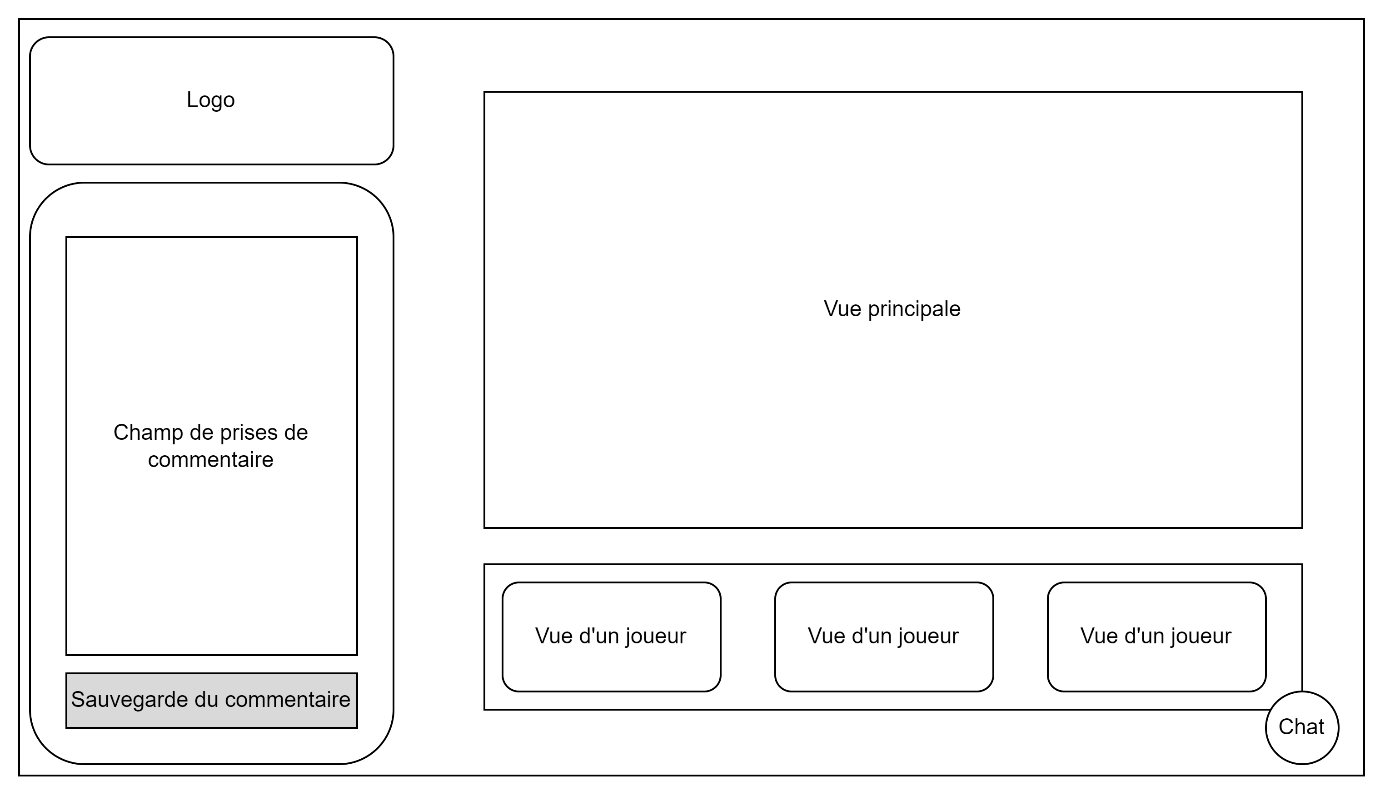 Logo
Champ de prises de
commentaire
Sauvegarde du commentaire
Vue principale
Vue d'un joueur
Vue d'un joueur
Vue d'un joueur
Chat